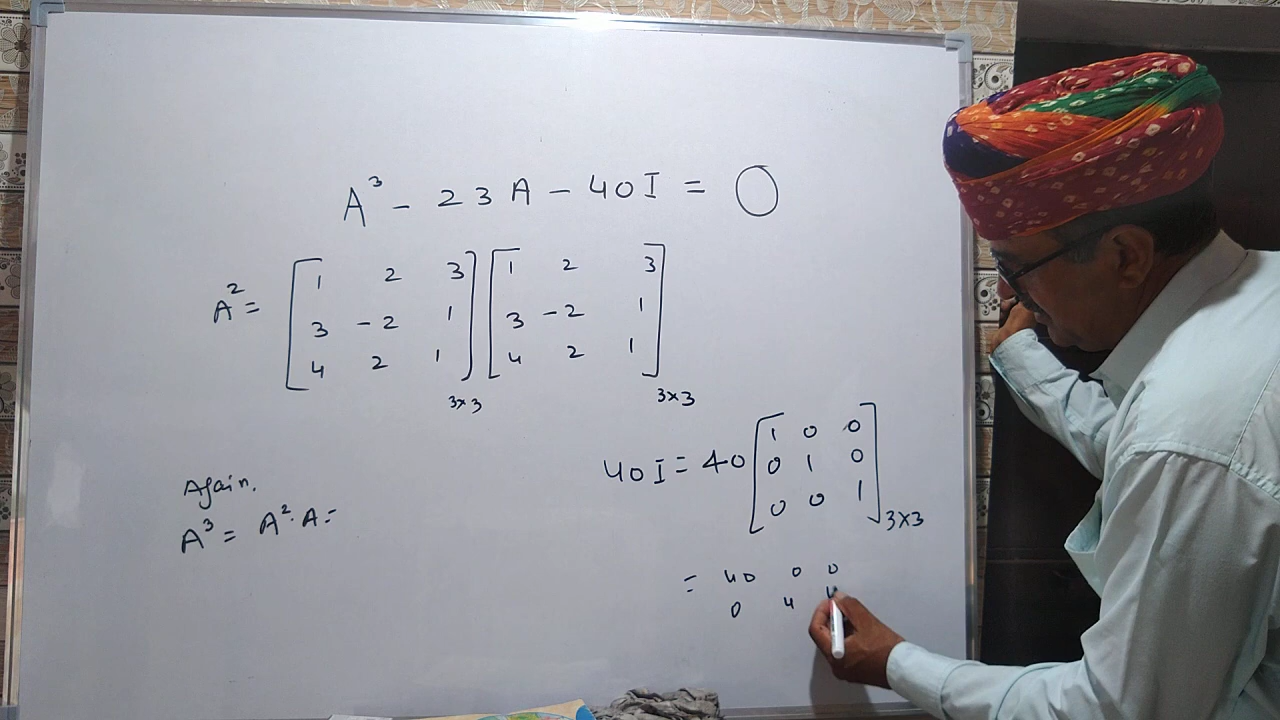 A³ - 23A - 40I = O
A² = [1 2 3] [1 2 3]
3 -2 1 3 -2 1
4 2 1 4 2 1
3×3 3×3
40I = 40 [1 0 0]
0 1 0
0 0 1
3×3
Again.
A³ = A². A =
= 40 0 0
0 4